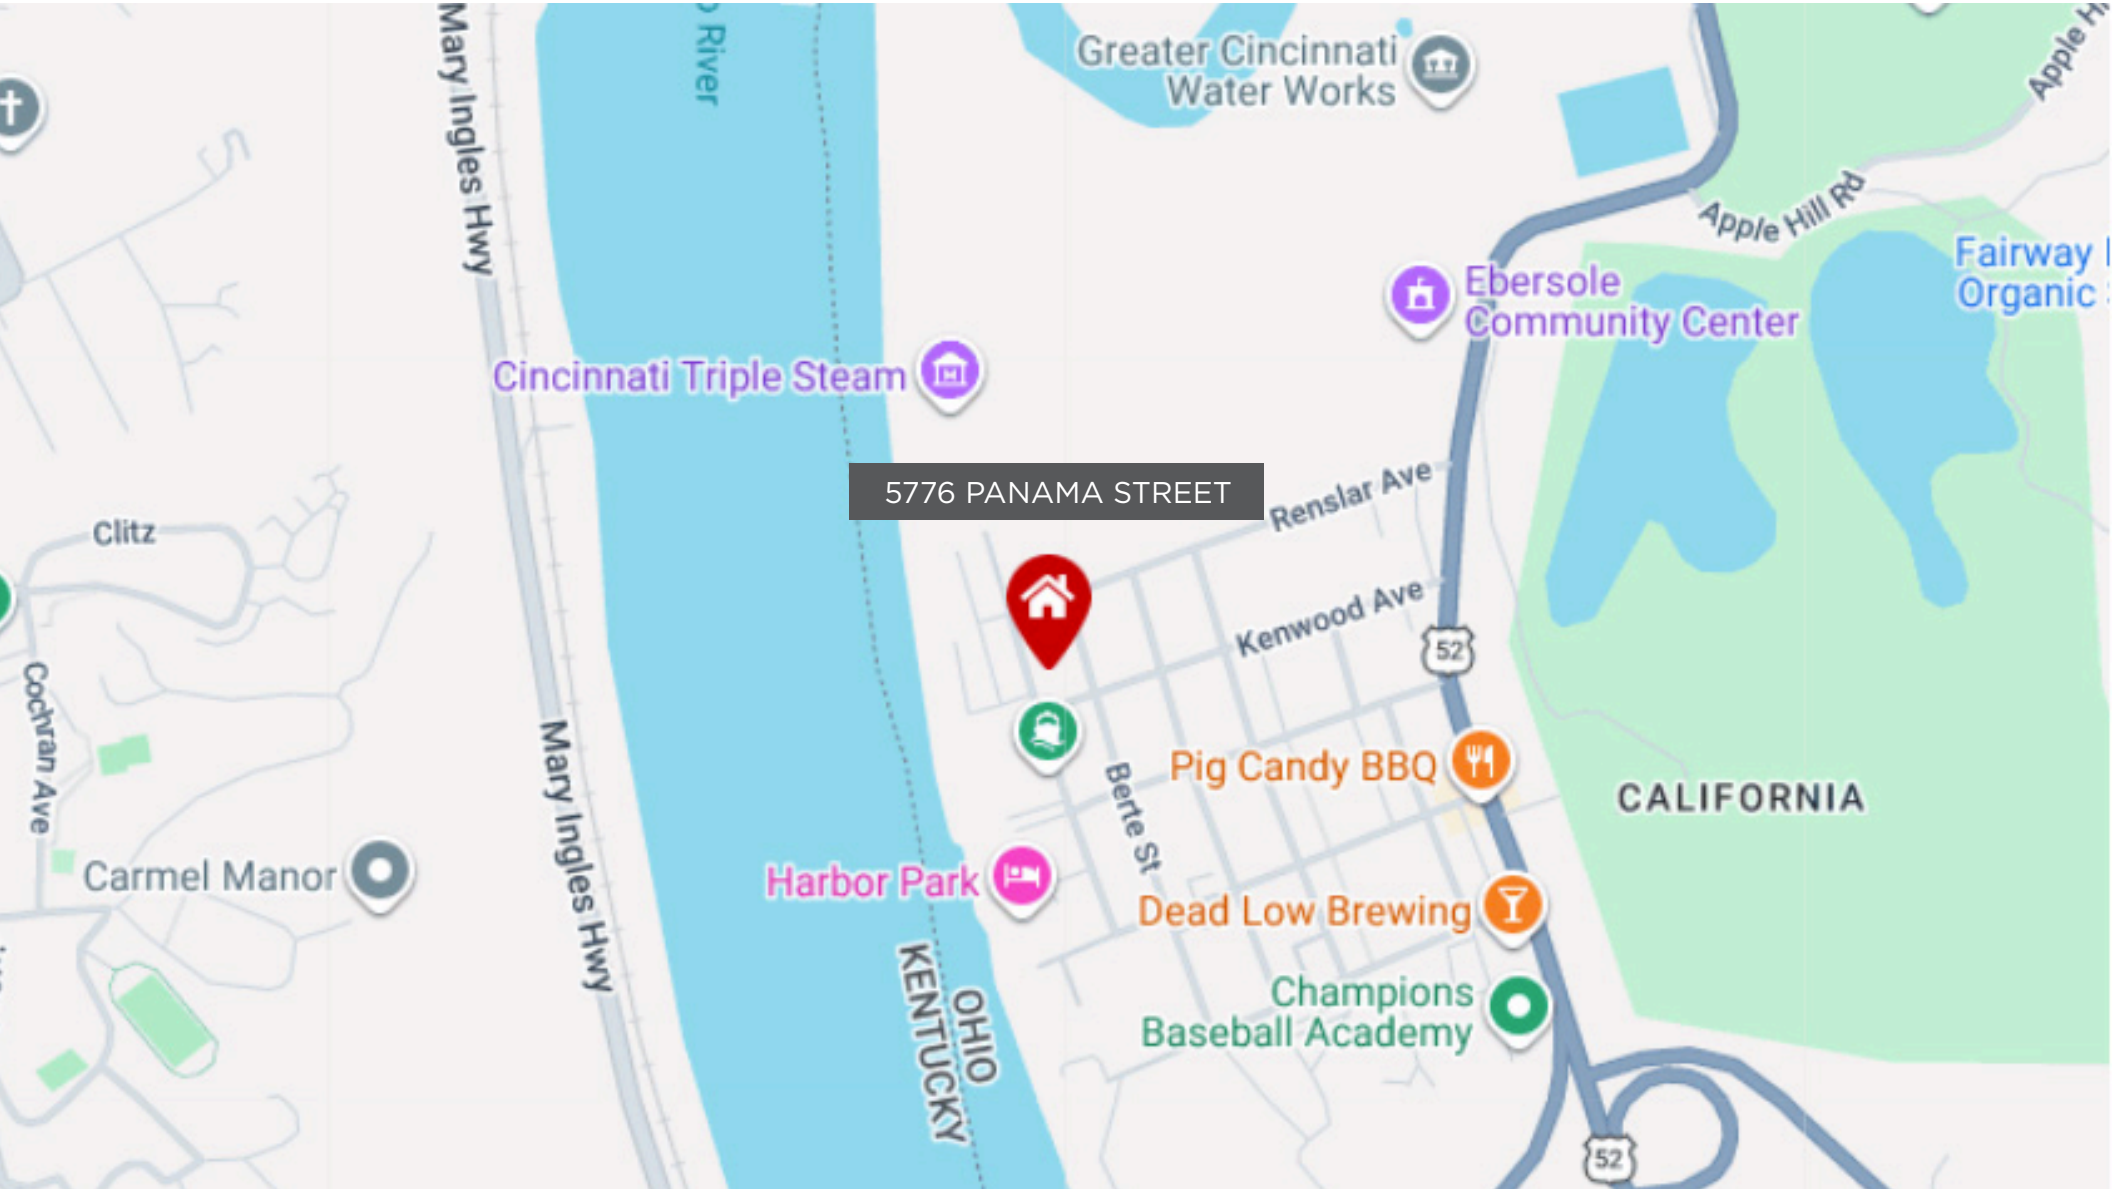 Mary Ingles Hwy
River
Greater Cincinnati
Water Works
Apple Hill Rd
Fairway
Organic
Ebersole
Community Center
Cincinnati Triple Steam
5776 PANAMA STREET
Renslar Ave
Clitz
Kenwood Ave
52
Cochran Ave
Mary Ingles Hwy
Pig Candy BBQ
Berte St
CALIFORNIA
Carmel Manor
Harbor Park
Dead Low Brewing
OHIO
KENTUCKY
Champions
Baseball Academy
52